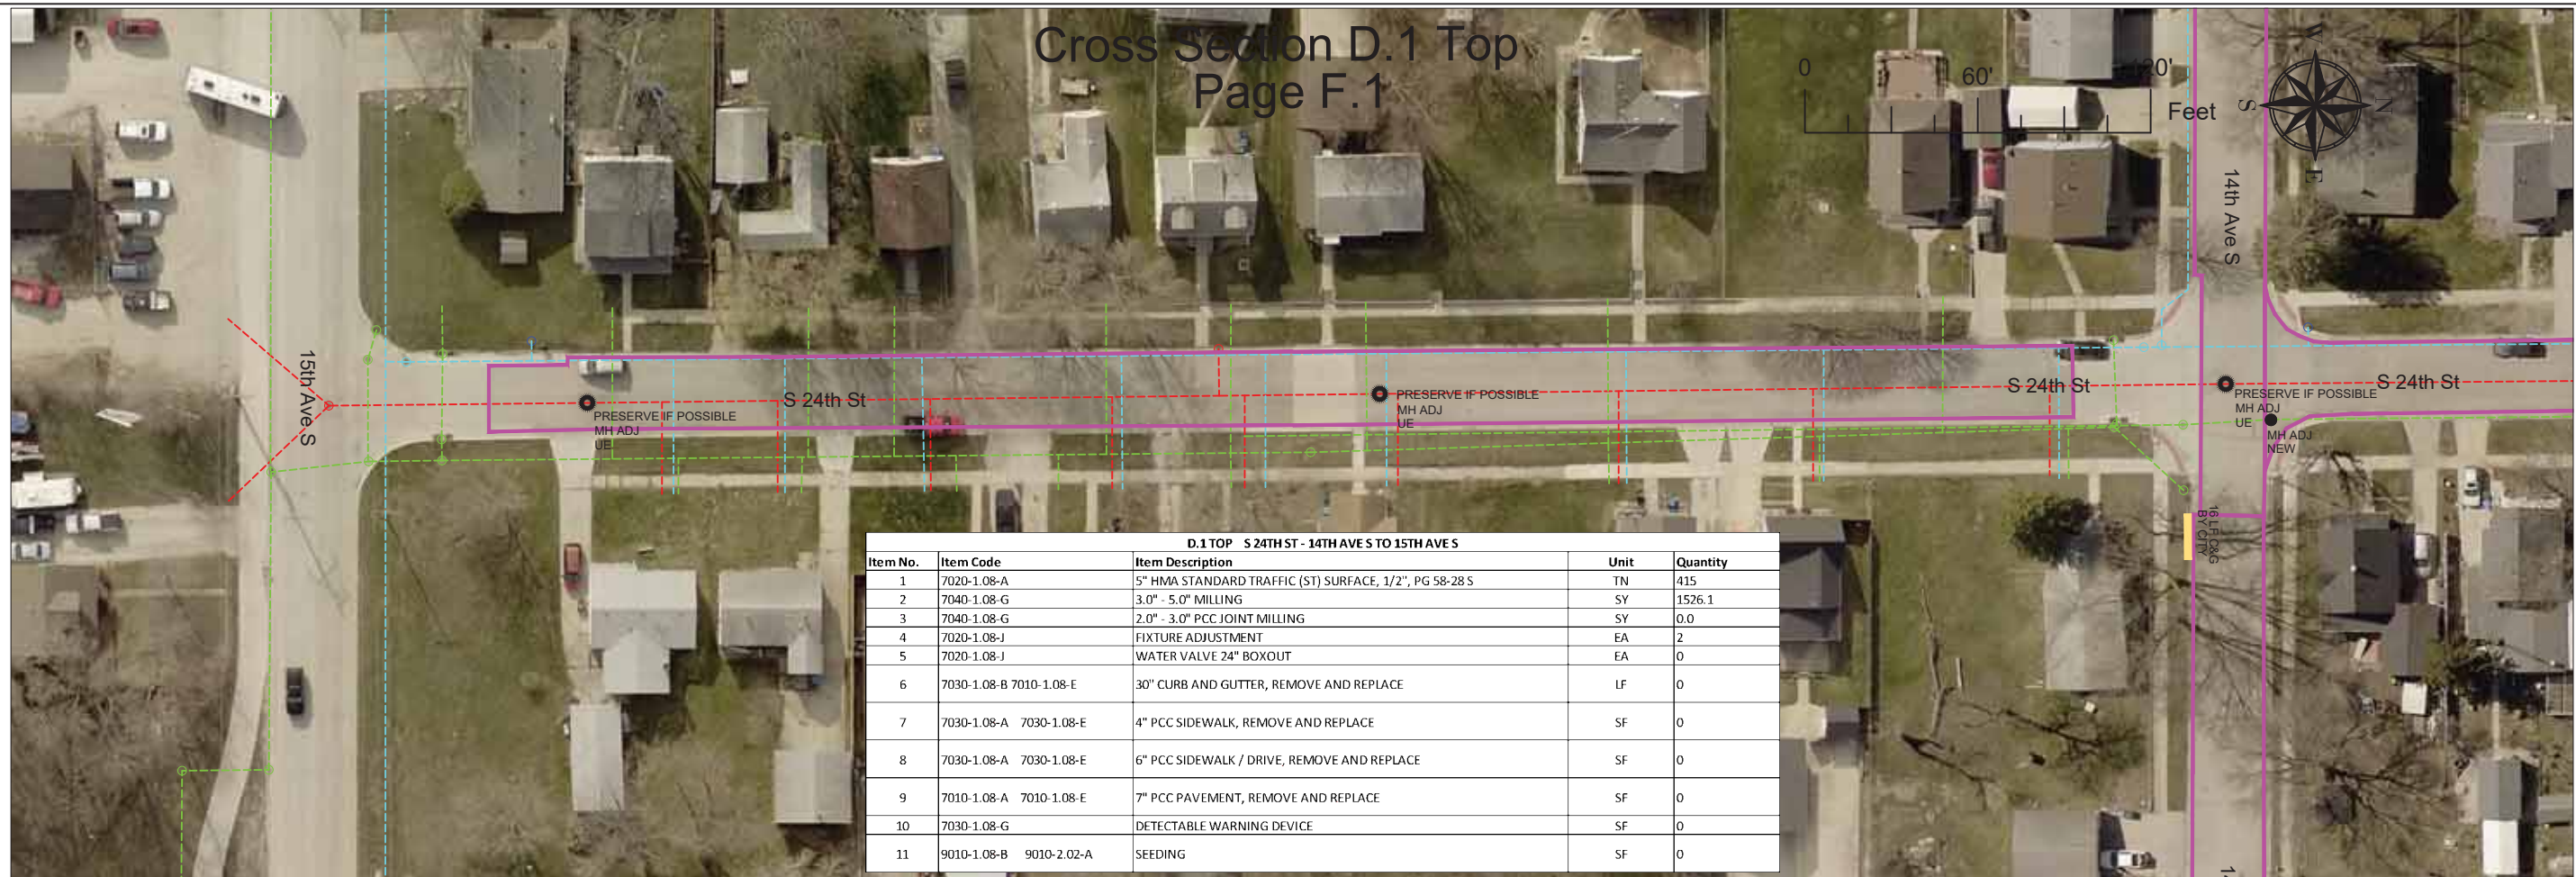 Cross Section D.1 Top
Page F.1
0 60' 120'
Feet
N
S
E
14th Ave S
15th Ave S
S 24th St
S 24th St
S 24th St
PRESERVE IF POSSIBLE
MH ADJ
UE
PRESERVE IF POSSIBLE
MH ADJ
UE
PRESERVE IF POSSIBLE
MH ADJ
UE
MH ADJ
NEW
16 LF C&G
BY CITY
D.1 TOP S 24TH ST - 14TH AVE S TO 15TH AVE S
Item No. Item Code Item Description Unit Quantity
1 7020-1.08-A 5" HMA STANDARD TRAFFIC (ST) SURFACE, 1/2", PG 58-28 S TN 415
2 7040-1.08-G 3.0" - 5.0" MILLING SY 1526.1
3 7040-1.08-G 2.0" - 3.0" PCC JOINT MILLING SY 0.0
4 7020-1.08-J FIXTURE ADJUSTMENT EA 2
5 7020-1.08-J WATER VALVE 24" BOXOUT EA 0
6 7030-1.08-B 7010-1.08-E 30" CURB AND GUTTER, REMOVE AND REPLACE LF 0
7 7030-1.08-A 7030-1.08-E 4" PCC SIDEWALK, REMOVE AND REPLACE SF 0
8 7030-1.08-A 7030-1.08-E 6" PCC SIDEWALK / DRIVE, REMOVE AND REPLACE SF 0
9 7010-1.08-A 7010-1.08-E 7" PCC PAVEMENT, REMOVE AND REPLACE SF 0
10 7030-1.08-G DETECTABLE WARNING DEVICE SF 0
11 9010-1.08-B 9010-2.02-A SEEDING SF 0